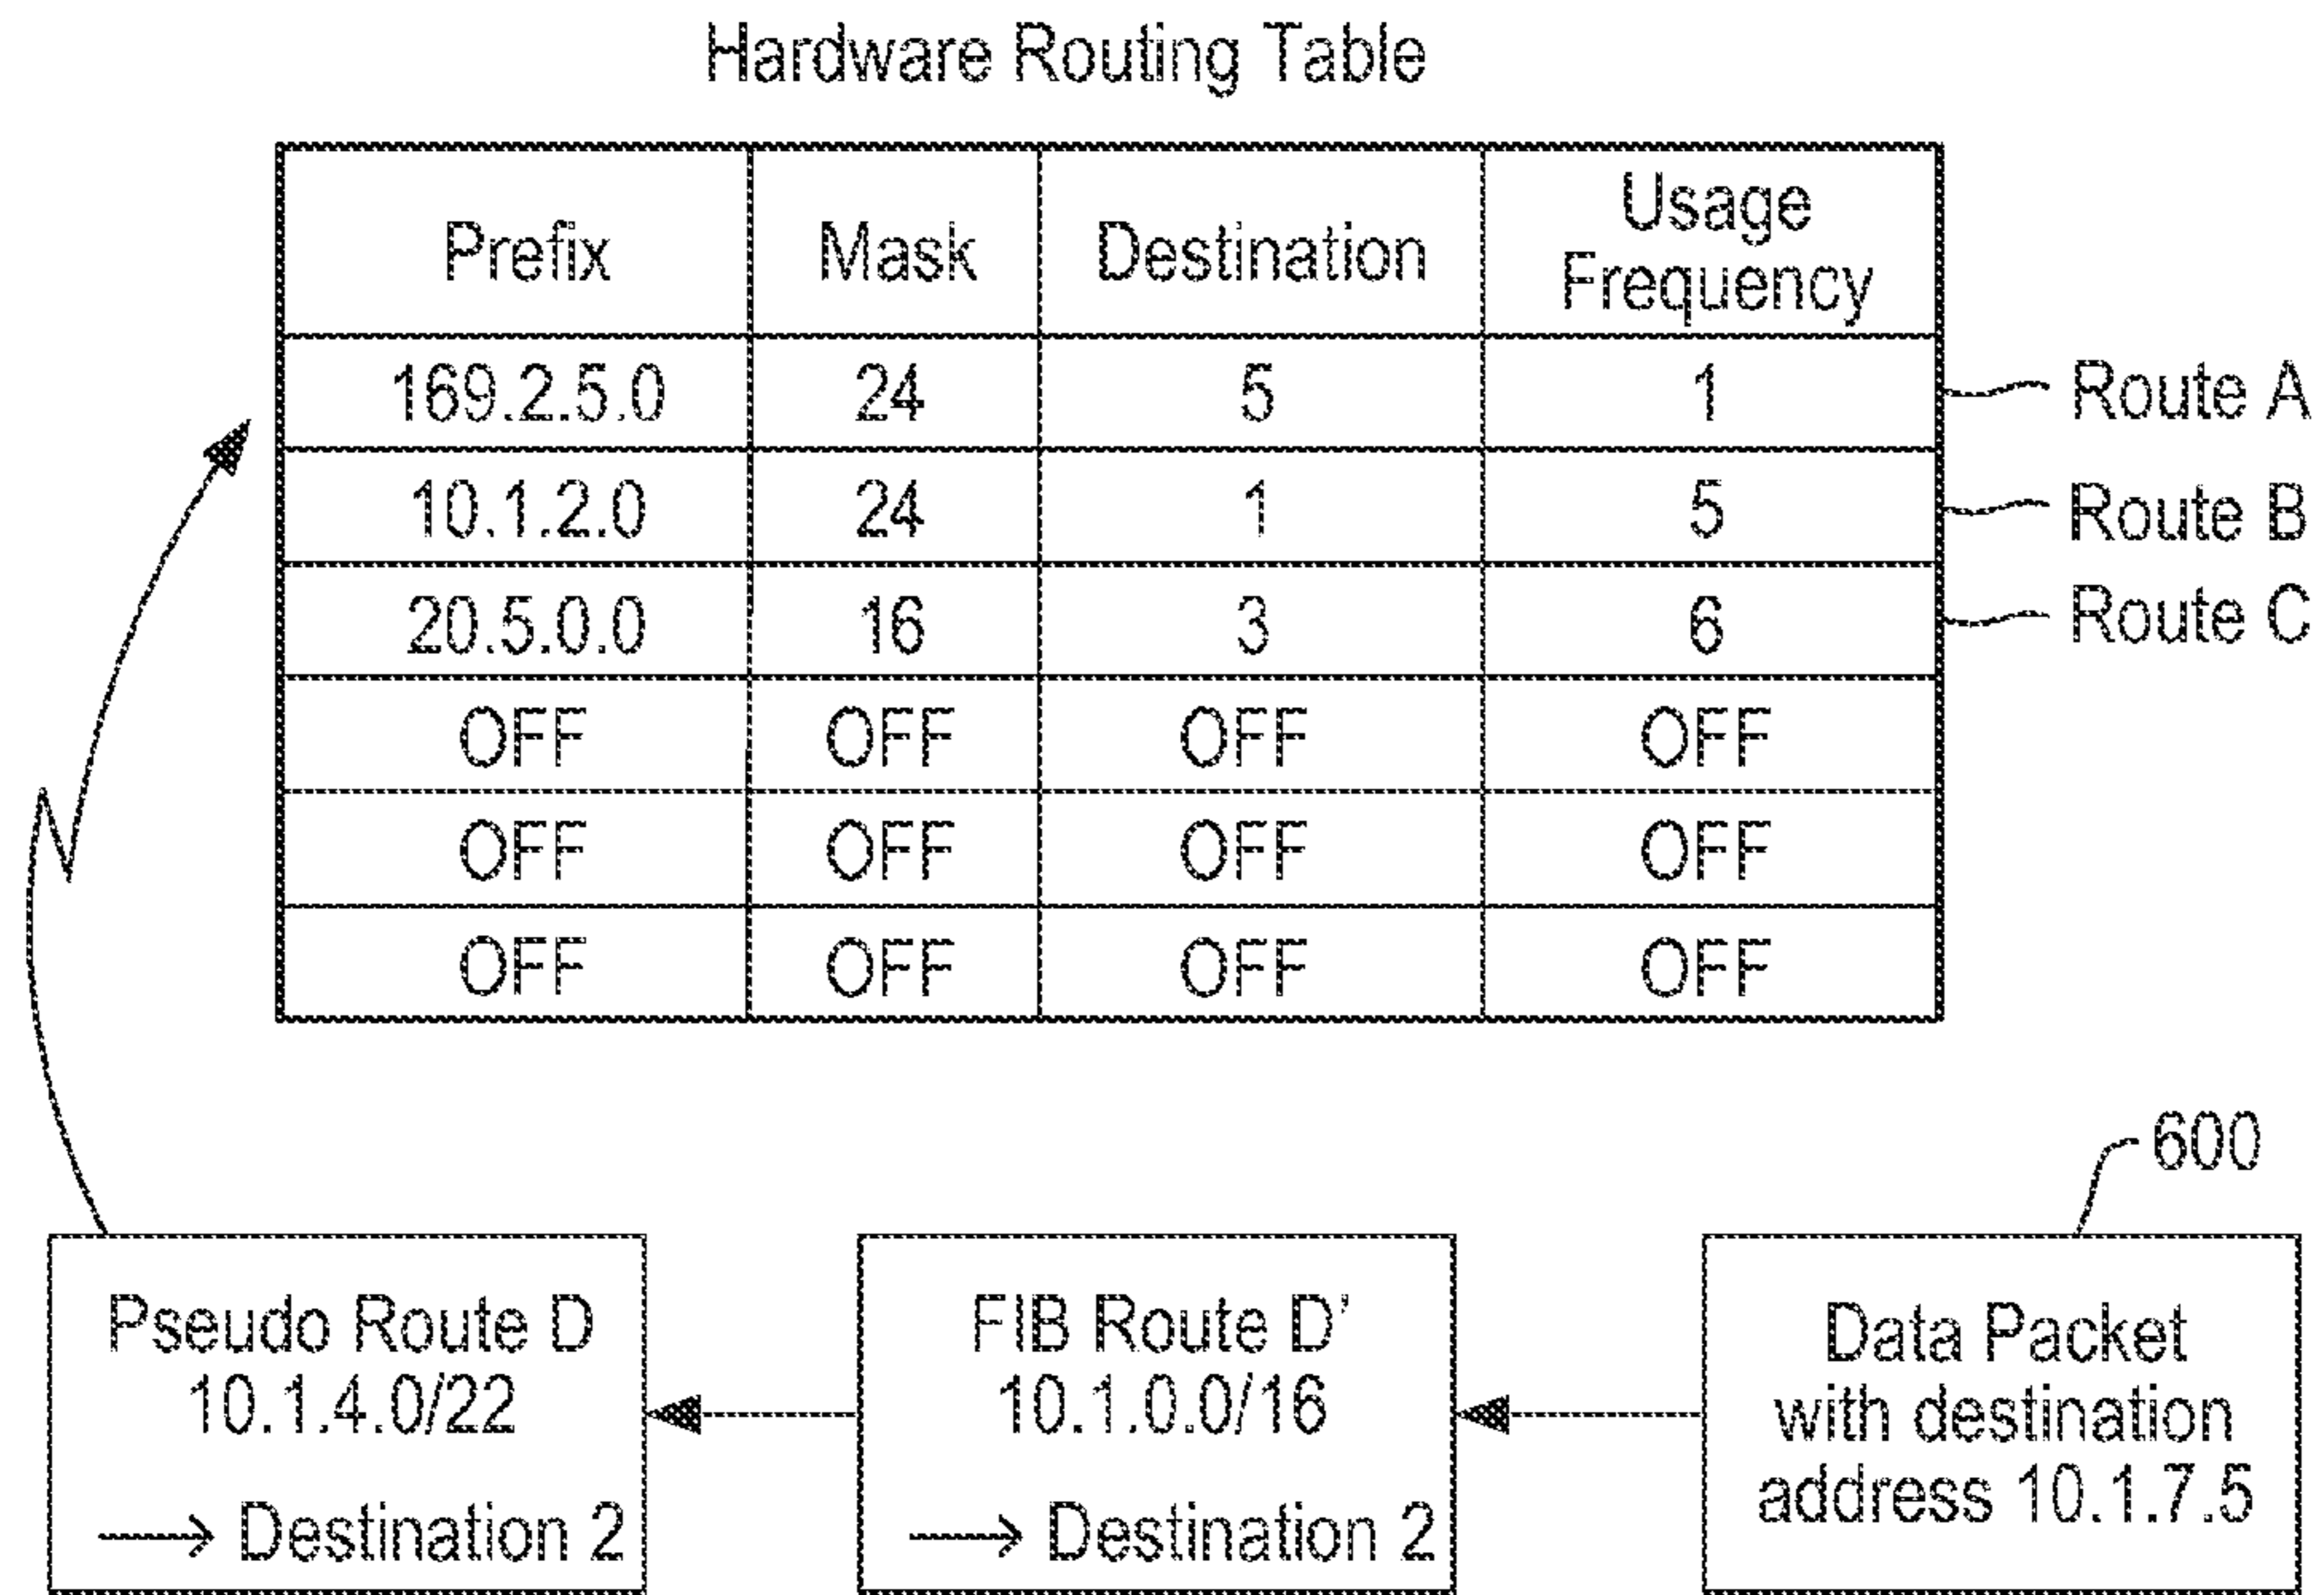 Hardware Routing Table
Prefix Mask Destination Usage Frequency
169.2.5.0 24 5 1 Route A
10.1.2.0 24 1 5 Route B
20.5.0.0 16 3 6 Route C
OFF OFF OFF OFF
OFF OFF OFF OFF
OFF OFF OFF OFF
600
Pseudo Route D
10.1.4.0/22
→ Destination 2
FIB Route D'
10.1.0.0/16
→ Destination 2
Data Packet
with destination
address 10.1.7.5